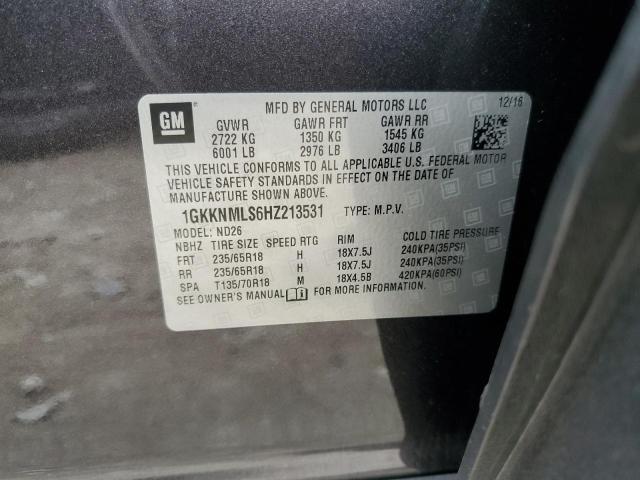 GM
MFD BY GENERAL MOTORS LLC 12/16
GVWR GAWR FRT GAWR RR
2722 KG 1350 KG 1545 KG
6001 LB 2976 LB 3406 LB
THIS VEHICLE CONFORMS TO ALL APPLICABLE U.S. FEDERAL MOTOR
VEHICLE SAFETY STANDARDS IN EFFECT ON THE DATE OF
MANUFACTURE SHOWN ABOVE.
1GKKNMLS6HZ213531 TYPE: M.P.V.
MODEL: ND26
NBHZ TIRE SIZE SPEED RTG RIM COLD TIRE PRESSURE
FRT 235/65R18 H 18X7.5J 240KPA(35PSI)
RR 235/65R18 H 18X7.5J 240KPA(35PSI)
SPA T135/70R18 M 18X4.5B 420KPA(60PSI)
SEE OWNER'S MANUAL FOR MORE INFORMATION.